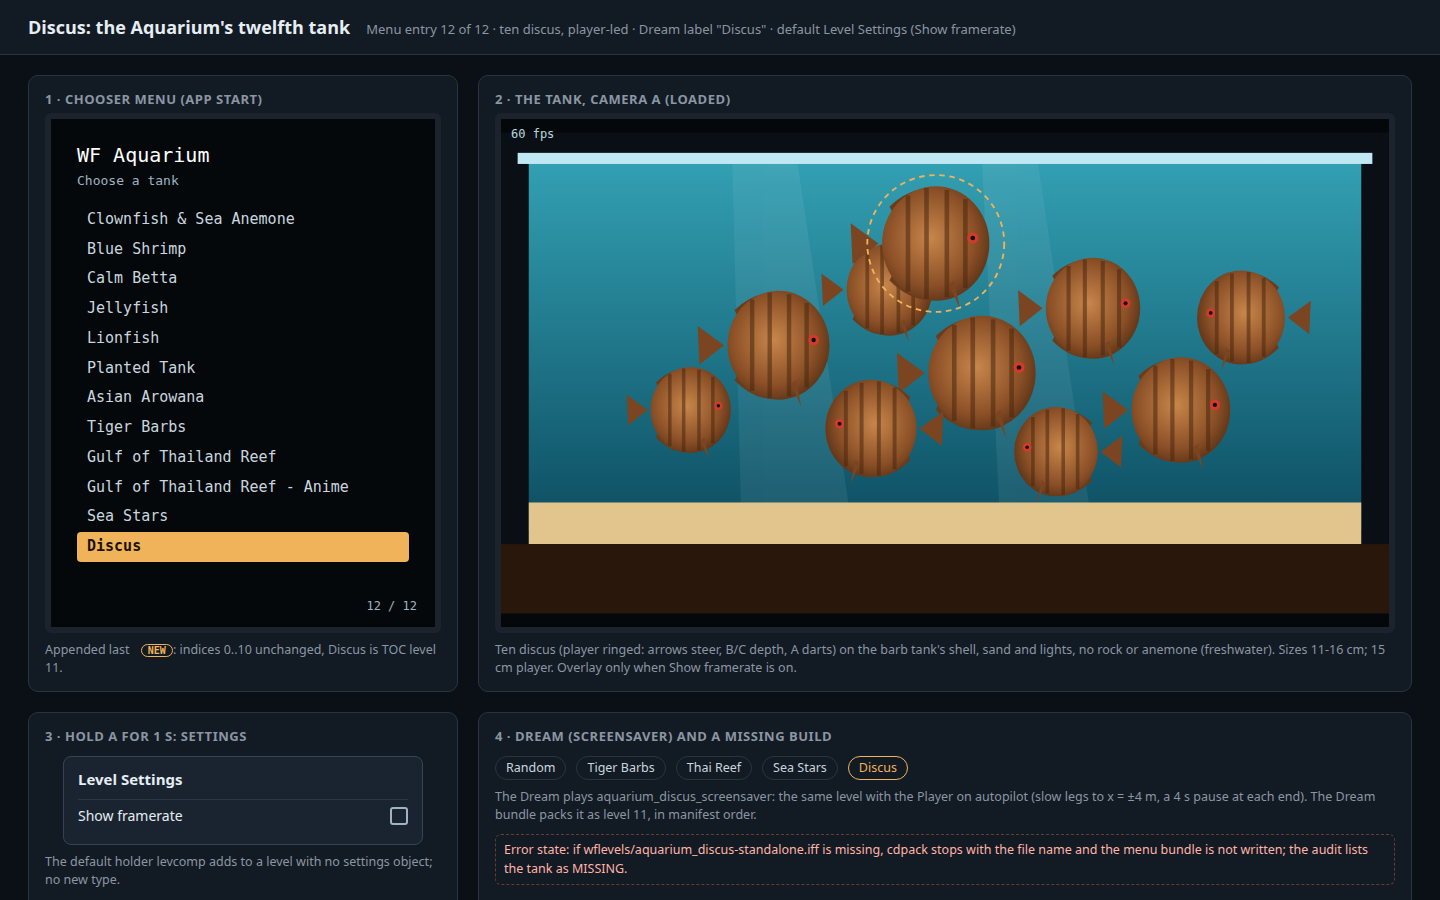 Discus: the Aquarium's twelfth tank
Menu entry 12 of 12 · ten discus, player-led · Dream label "Discus" · default Level Settings (Show framerate)
1 · CHOOSER MENU (APP START)
WF Aquarium
Choose a tank
Clownfish & Sea Anemone
Blue Shrimp
Calm Betta
Jellyfish
Lionfish
Planted Tank
Asian Arowana
Tiger Barbs
Gulf of Thailand Reef
Gulf of Thailand Reef - Anime
Sea Stars
Discus
12 / 12
Appended last NEW: indices 0..10 unchanged, Discus is TOC level
11.
2 · THE TANK, CAMERA A (LOADED)
60 fps
Ten discus (player ringed: arrows steer, B/C depth, A darts) on the barb tank's shell, sand and lights, no rock or anemone (freshwater). Sizes 11-16 cm; 15
cm player. Overlay only when Show framerate is on.
3 · HOLD A FOR 1 S: SETTINGS
Level Settings
Show framerate
The default holder levcomp adds to a level with no settings object;
no new type.
4 · DREAM (SCREENSAVER) AND A MISSING BUILD
Random
Tiger Barbs
Thai Reef
Sea Stars
Discus
The Dream plays aquarium_discus_screensaver: the same level with the Player on autopilot (slow legs to x = ±4 m, a 4 s pause at each end). The Dream
bundle packs it as level 11, in manifest order.
Error state: if wflevels/aquarium_discus-standalone.iff is missing, cdpack stops with the file name and the menu bundle is not written; the audit lists
the tank as MISSING.